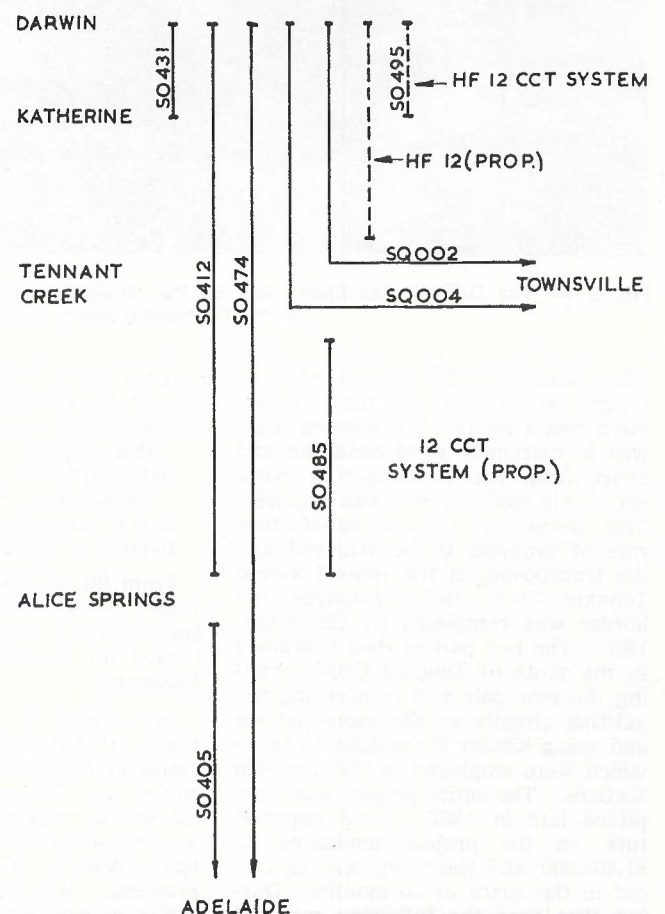 DARWIN
SO431
SO495
HF 12 CCT SYSTEM
KATHERINE
HF 12(PROP.)
SO412
SO474
TENNANT
CREEK
SQ002
TOWNSVILLE
SQ004
SO485
12 CCT
SYSTEM (PROP.)
ALICE SPRINGS
SO405
ADELAIDE